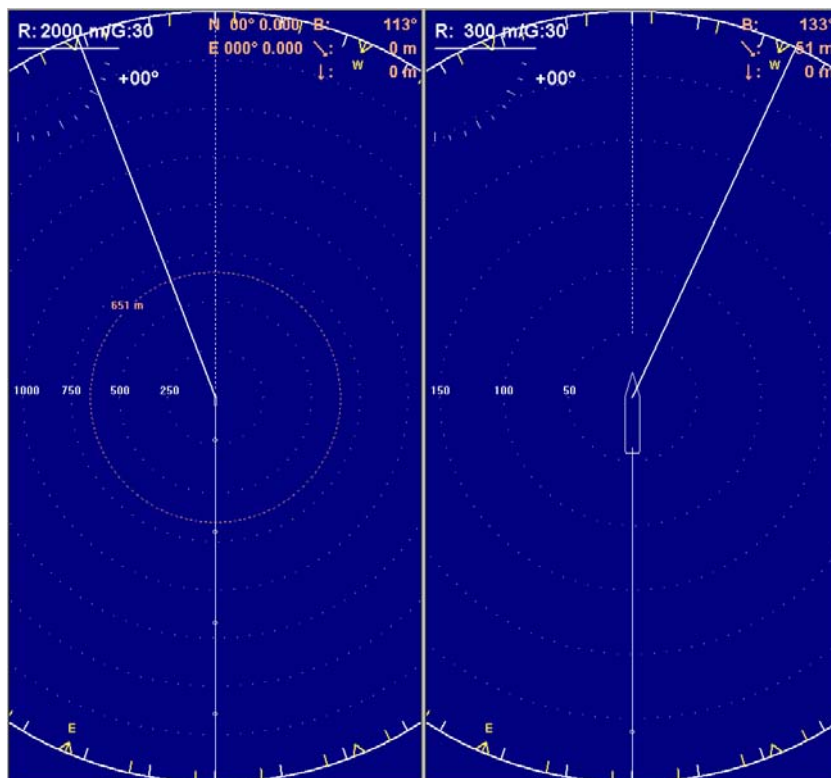 R: 2000 m/G:30
N 00° 0.000 B: 113°
E 000° 0.000 ↘: 0 m
↓: 0 m
+00°
W
651 m
1000 750 500 250
E
R: 300 m/G:30
B: 133°
↘: 51 m
↓: 0 m
+00°
W
150 100 50
E